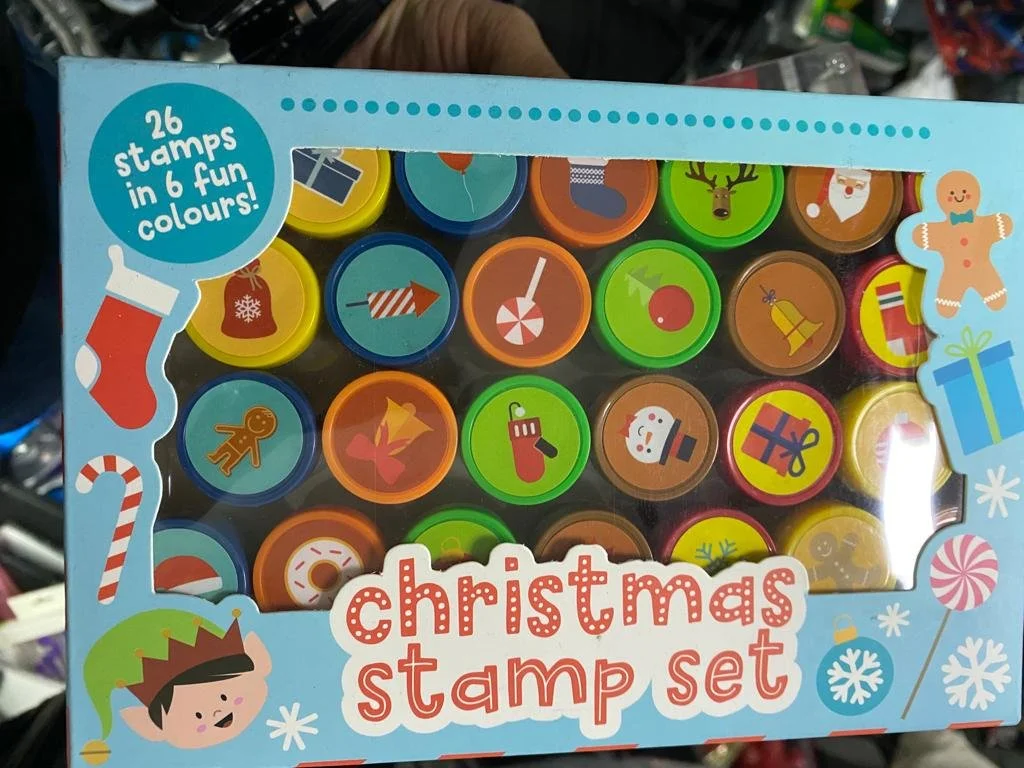 26
stamps
in 6 fun
colours!
christmas
stamp set